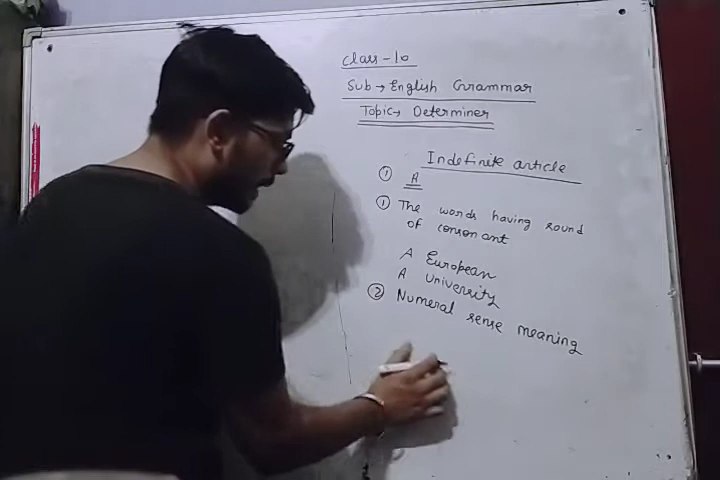 Class - 10
Sub → English Grammar
Topic → Determiner
Indefinite article
① A
① The words having sound
of consonant
A European
A University
② Numeral sense meaning